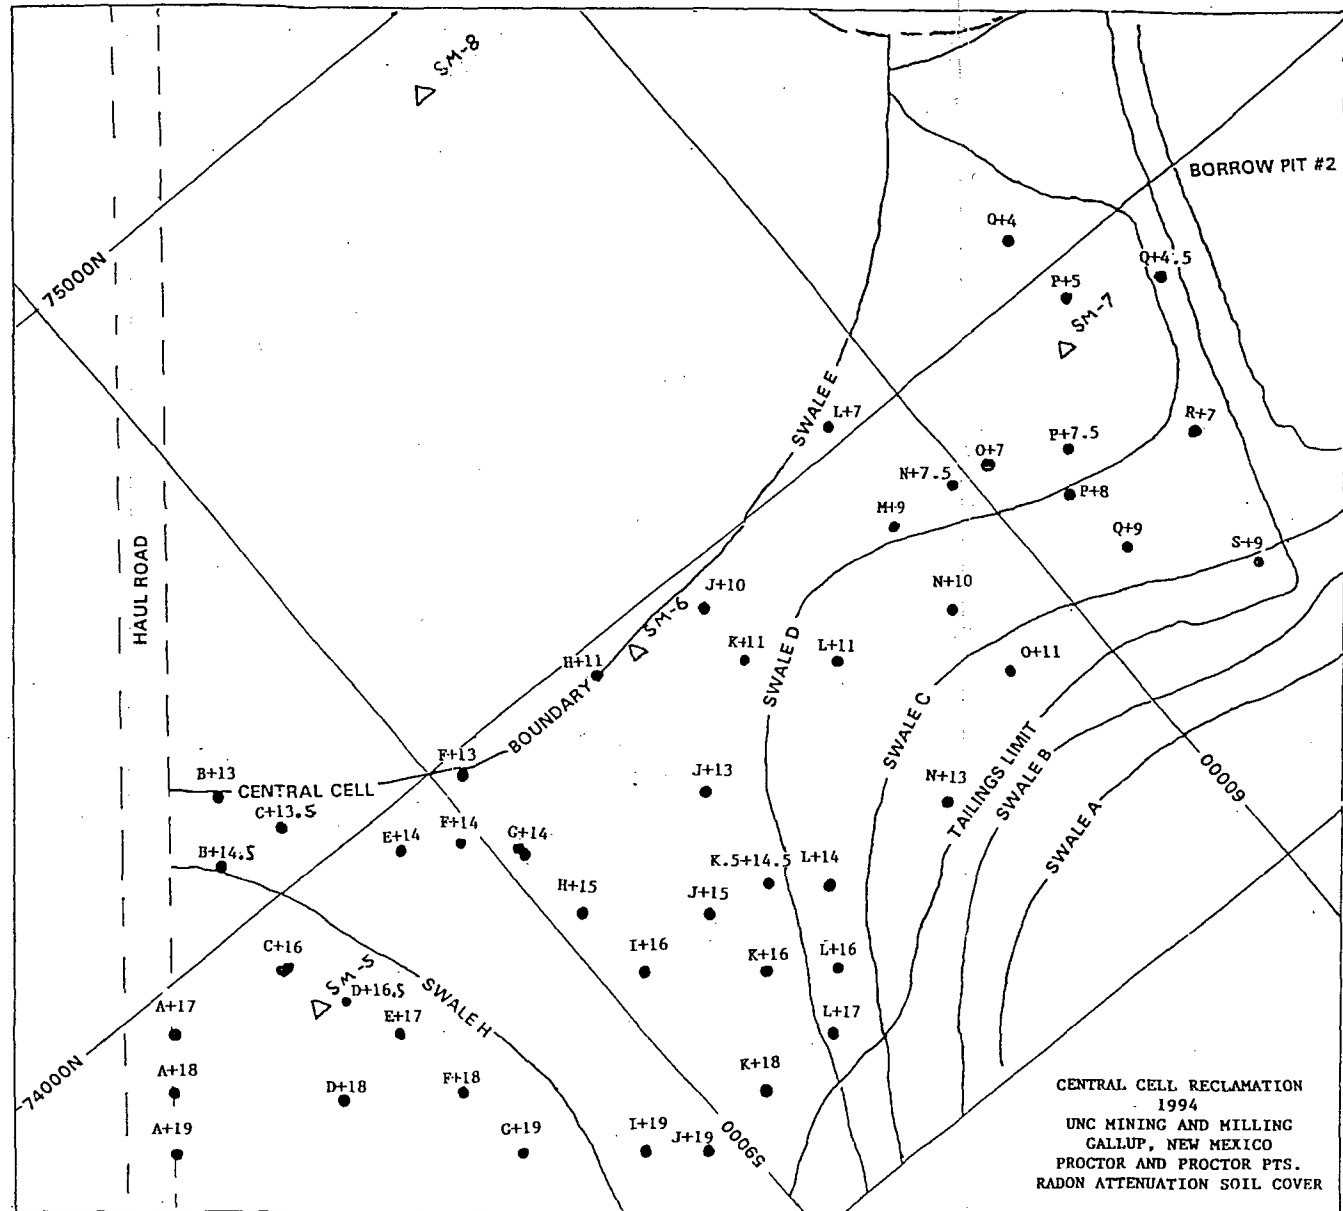 SM-8
BORROW PIT #2
O+4
Q+4.5
75000N
P+5
SM-7
SWALE E
L+7
R+7
P+7.5
O+7
N+7.5
P+8
M+9
Q+9
S+9
HAUL ROAD
J+10
N+10
SM-6
K+11
L+11
O+11
H+11
SWALE D
SWALE C
BOUNDARY
F+13
B+13
CENTRAL CELL
J+13
N+13
TAILINGS LIMIT
SWALE B
60000
C+13.5
E+14
F+14
G+14
SWALE A
B+14.5
K.5+14.5
L+14
H+15
J+15
C+16
I+16
K+16
L+16
SM-5
D+16.5
SWALE H
A+17
E+17
L+17
74000N
A+18
D+18
F+18
K+18
A+19
G+19
I+19
J+19
59000
CENTRAL CELL RECLAMATION
1994
UNC MINING AND MILLING
GALLUP, NEW MEXICO
PROCTOR AND PROCTOR PTS.
RADON ATTENUATION SOIL COVER